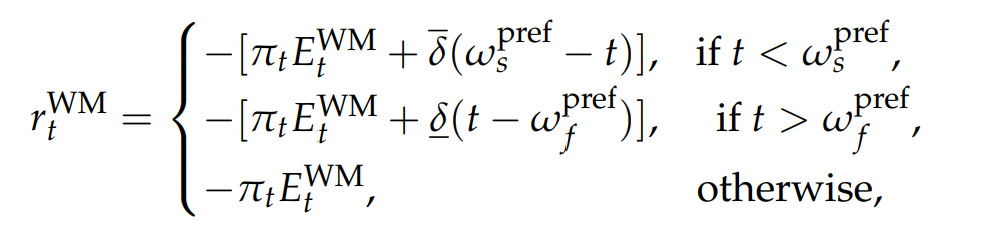 −[π_t E_t^WM + δ̅(ω_s^pref − t)], if t < ω_s^pref,
r_t^WM = { −[π_t E_t^WM + δ̲(t − ω_f^pref)], if t > ω_f^pref,
−π_t E_t^WM, otherwise,